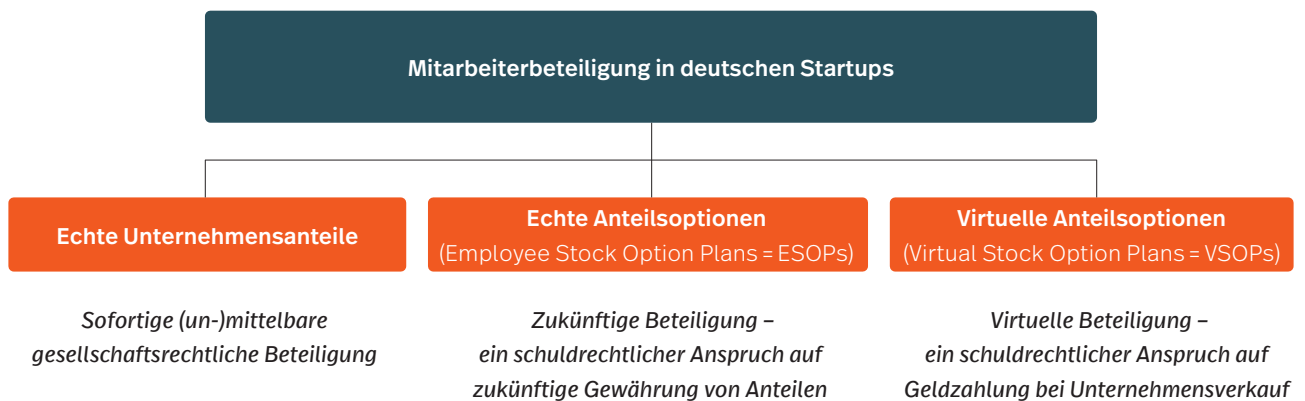 Mitarbeiterbeteiligung in deutschen Startups
Echte Unternehmensanteile
Echte Anteilsoptionen
(Employee Stock Option Plans = ESOPs)
Virtuelle Anteilsoptionen
(Virtual Stock Option Plans = VSOPs)
Sofortige (un-)mittelbare
gesellschaftsrechtliche Beteiligung
Zukünftige Beteiligung –
ein schuldrechtlicher Anspruch auf
zukünftige Gewährung von Anteilen
Virtuelle Beteiligung –
ein schuldrechtlicher Anspruch auf
Geldzahlung bei Unternehmensverkauf